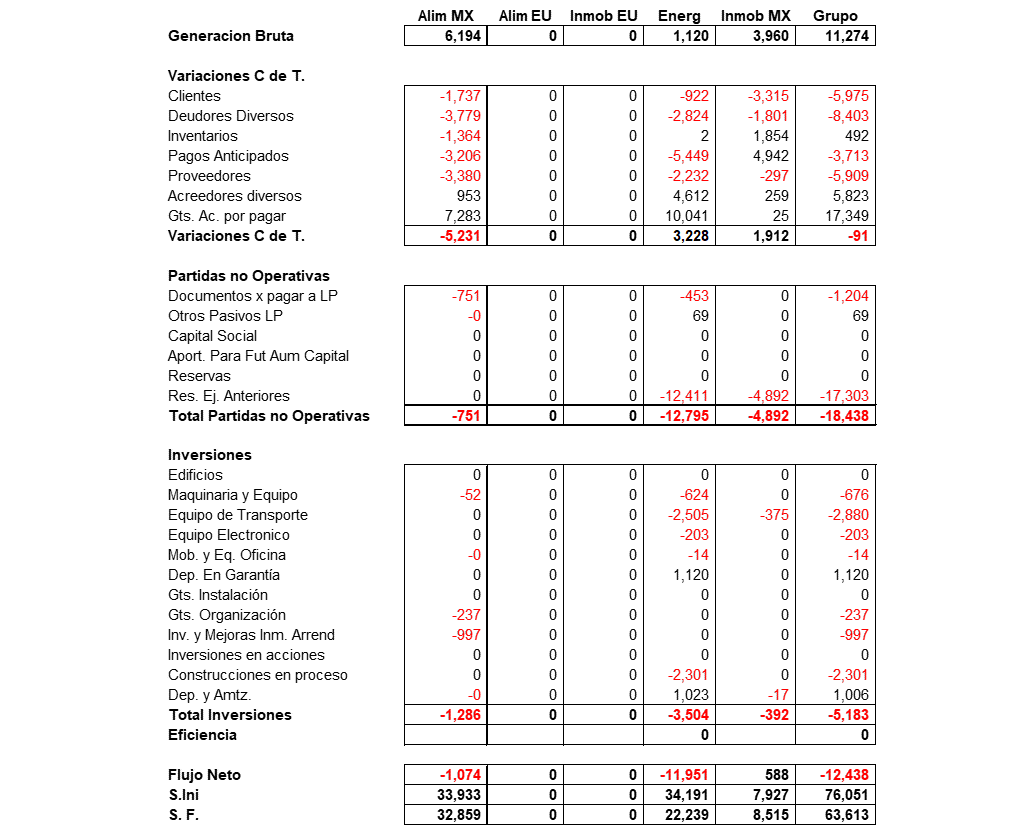 Alim MX Alim EU Inmob EU Energ Inmob MX Grupo
Generacion Bruta 6,194 0 0 1,120 3,960 11,274
Variaciones C de T.
Clientes -1,737 0 0 -922 -3,315 -5,975
Deudores Diversos -3,779 0 0 -2,824 -1,801 -8,403
Inventarios -1,364 0 0 2 1,854 492
Pagos Anticipados -3,206 0 0 -5,449 4,942 -3,713
Proveedores -3,380 0 0 -2,232 -297 -5,909
Acreedores diversos 953 0 0 4,612 259 5,823
Gts. Ac. por pagar 7,283 0 0 10,041 25 17,349
Variaciones C de T. -5,231 0 0 3,228 1,912 -91
Partidas no Operativas
Documentos x pagar a LP -751 0 0 -453 0 -1,204
Otros Pasivos LP -0 0 0 69 0 69
Capital Social 0 0 0 0 0 0
Aport. Para Fut Aum Capital 0 0 0 0 0 0
Reservas 0 0 0 0 0 0
Res. Ej. Anteriores 0 0 0 -12,411 -4,892 -17,303
Total Partidas no Operativas -751 0 0 -12,795 -4,892 -18,438
Inversiones
Edificios 0 0 0 0 0 0
Maquinaria y Equipo -52 0 0 -624 0 -676
Equipo de Transporte 0 0 0 -2,505 -375 -2,880
Equipo Electronico 0 0 0 -203 0 -203
Mob. y Eq. Oficina -0 0 0 -14 0 -14
Dep. En Garantía 0 0 0 1,120 0 1,120
Gts. Instalación 0 0 0 0 0 0
Gts. Organización -237 0 0 0 0 -237
Inv. y Mejoras Inm. Arrend -997 0 0 0 0 -997
Inversiones en acciones 0 0 0 0 0 0
Construcciones en proceso 0 0 0 -2,301 0 -2,301
Dep. y Amtz. -0 0 0 1,023 -17 1,006
Total Inversiones -1,286 0 0 -3,504 -392 -5,183
Eficiencia 0 0
Flujo Neto -1,074 0 0 -11,951 588 -12,438
S.Ini 33,933 0 0 34,191 7,927 76,051
S. F. 32,859 0 0 22,239 8,515 63,613